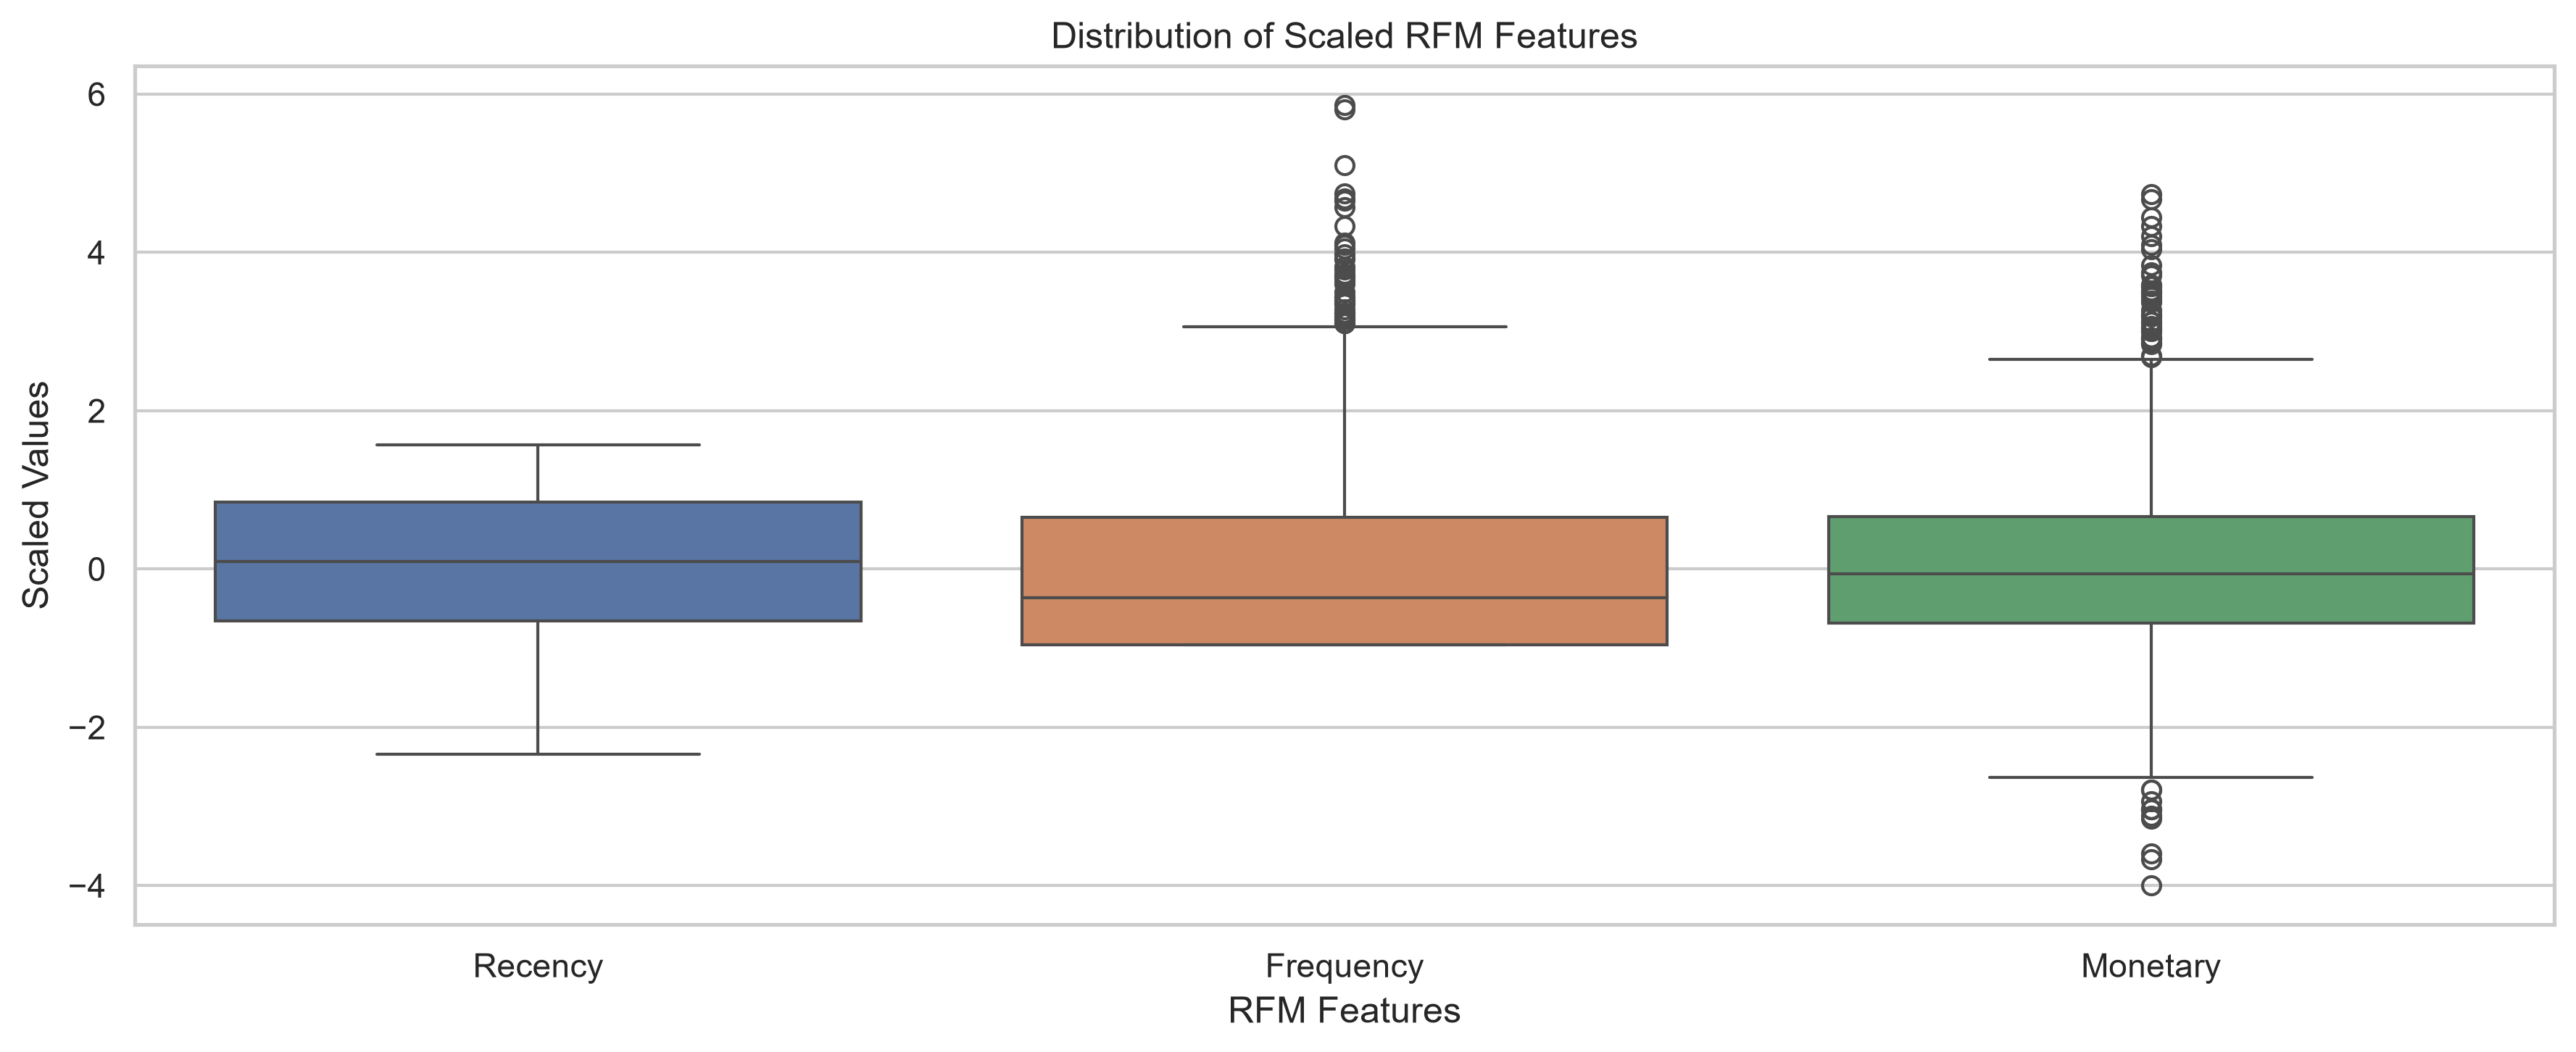 Distribution of Scaled RFM Features
6
4
2
0
−2
−4
Scaled Values
Recency
Frequency
Monetary
RFM Features